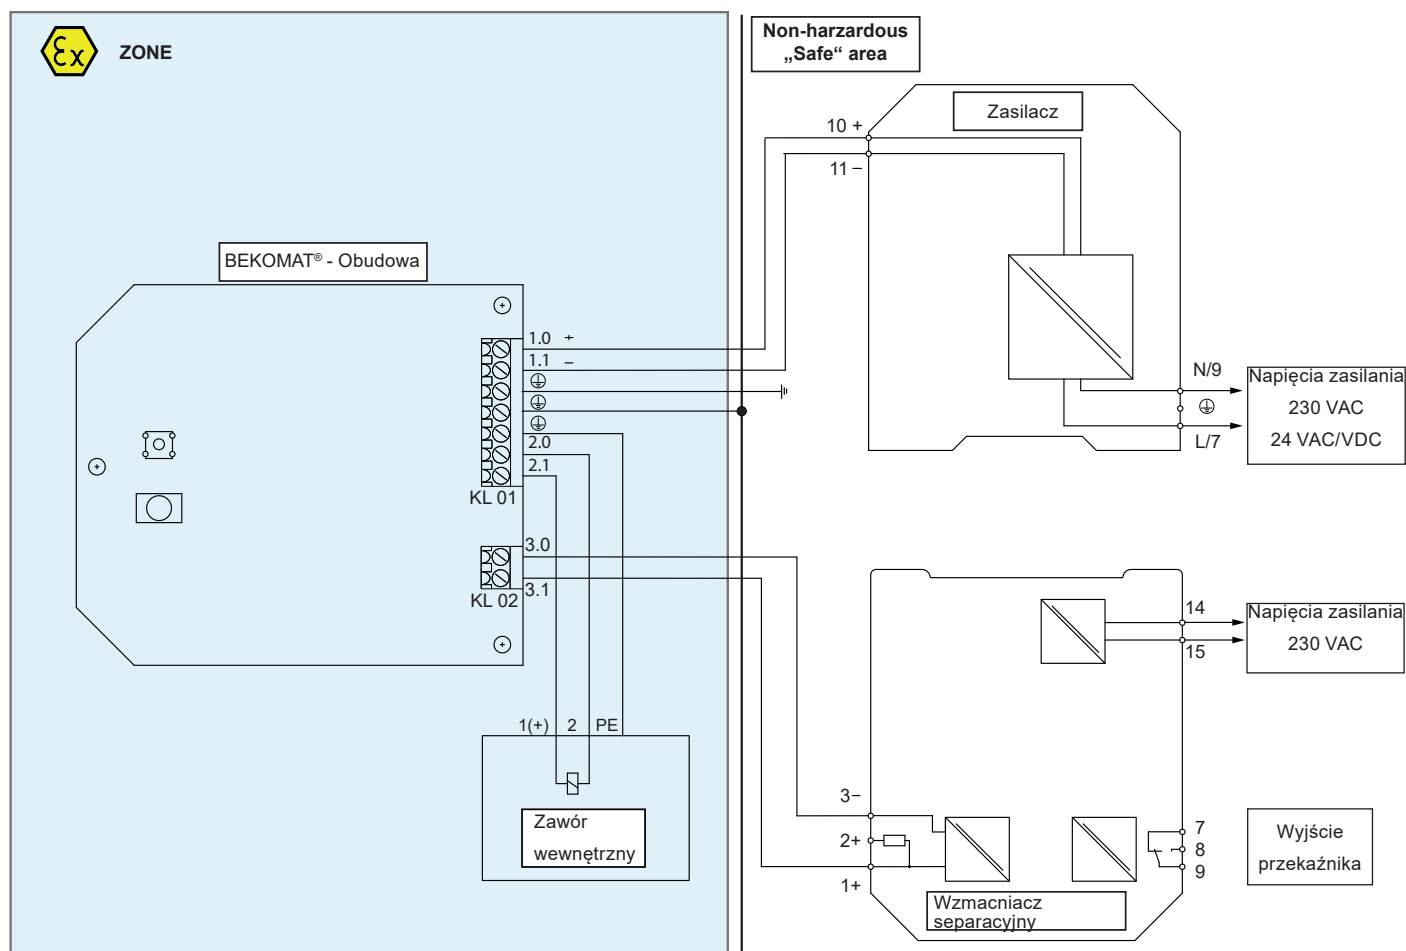 Ex ZONE
Non-harzardous
„Safe“ area
Zasilacz
10 +
11 –
BEKOMAT® - Obudowa
1.0 +
1.1 –
2.0
2.1
KL 01
N/9
L/7
Napięcia zasilania
230 VAC
24 VAC/VDC
3.0
3.1
KL 02
14
15
Napięcia zasilania
230 VAC
1(+) 2 PE
Zawór
wewnętrzny
3–
2+
1+
7
8
9
Wyjście
przekaźnika
Wzmacniacz
separacyjny